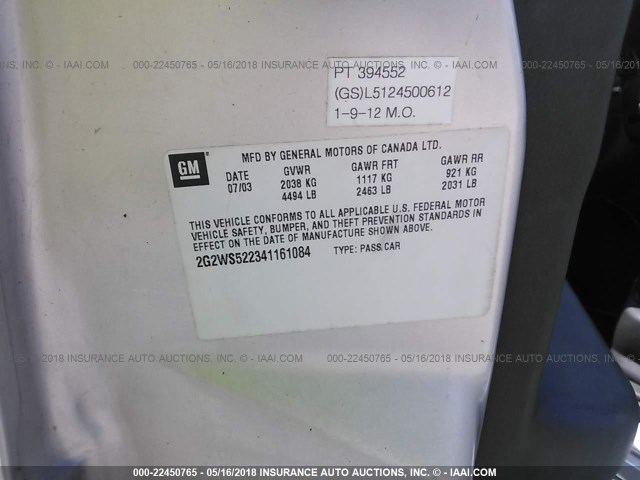 000-22450765 - 05/16/2018 INSURANCE AUTO AUCTIONS, INC. - © IAAI.COM
PT 394552
(GS)L5124500612
1-9-12 M.O.
GM
MFD BY GENERAL MOTORS OF CANADA LTD.
DATE GVWR GAWR FRT GAWR RR
07/03 2038 KG 1117 KG 921 KG
4494 LB 2463 LB 2031 LB
THIS VEHICLE CONFORMS TO ALL APPLICABLE U.S. FEDERAL MOTOR
VEHICLE SAFETY, BUMPER, AND THEFT PREVENTION STANDARDS IN
EFFECT ON THE DATE OF MANUFACTURE SHOWN ABOVE.
2G2WS522341161084 TYPE: PASS CAR
2018 INSURANCE AUTO AUCTIONS, INC. - © IAAI.COM 000-22450765 - 05/16/2018 INSURANCE AUTO AUCTIONS
000-22450765 - 05/16/2018 INSURANCE AUTO AUCTIONS, INC. - © IAAI.COM